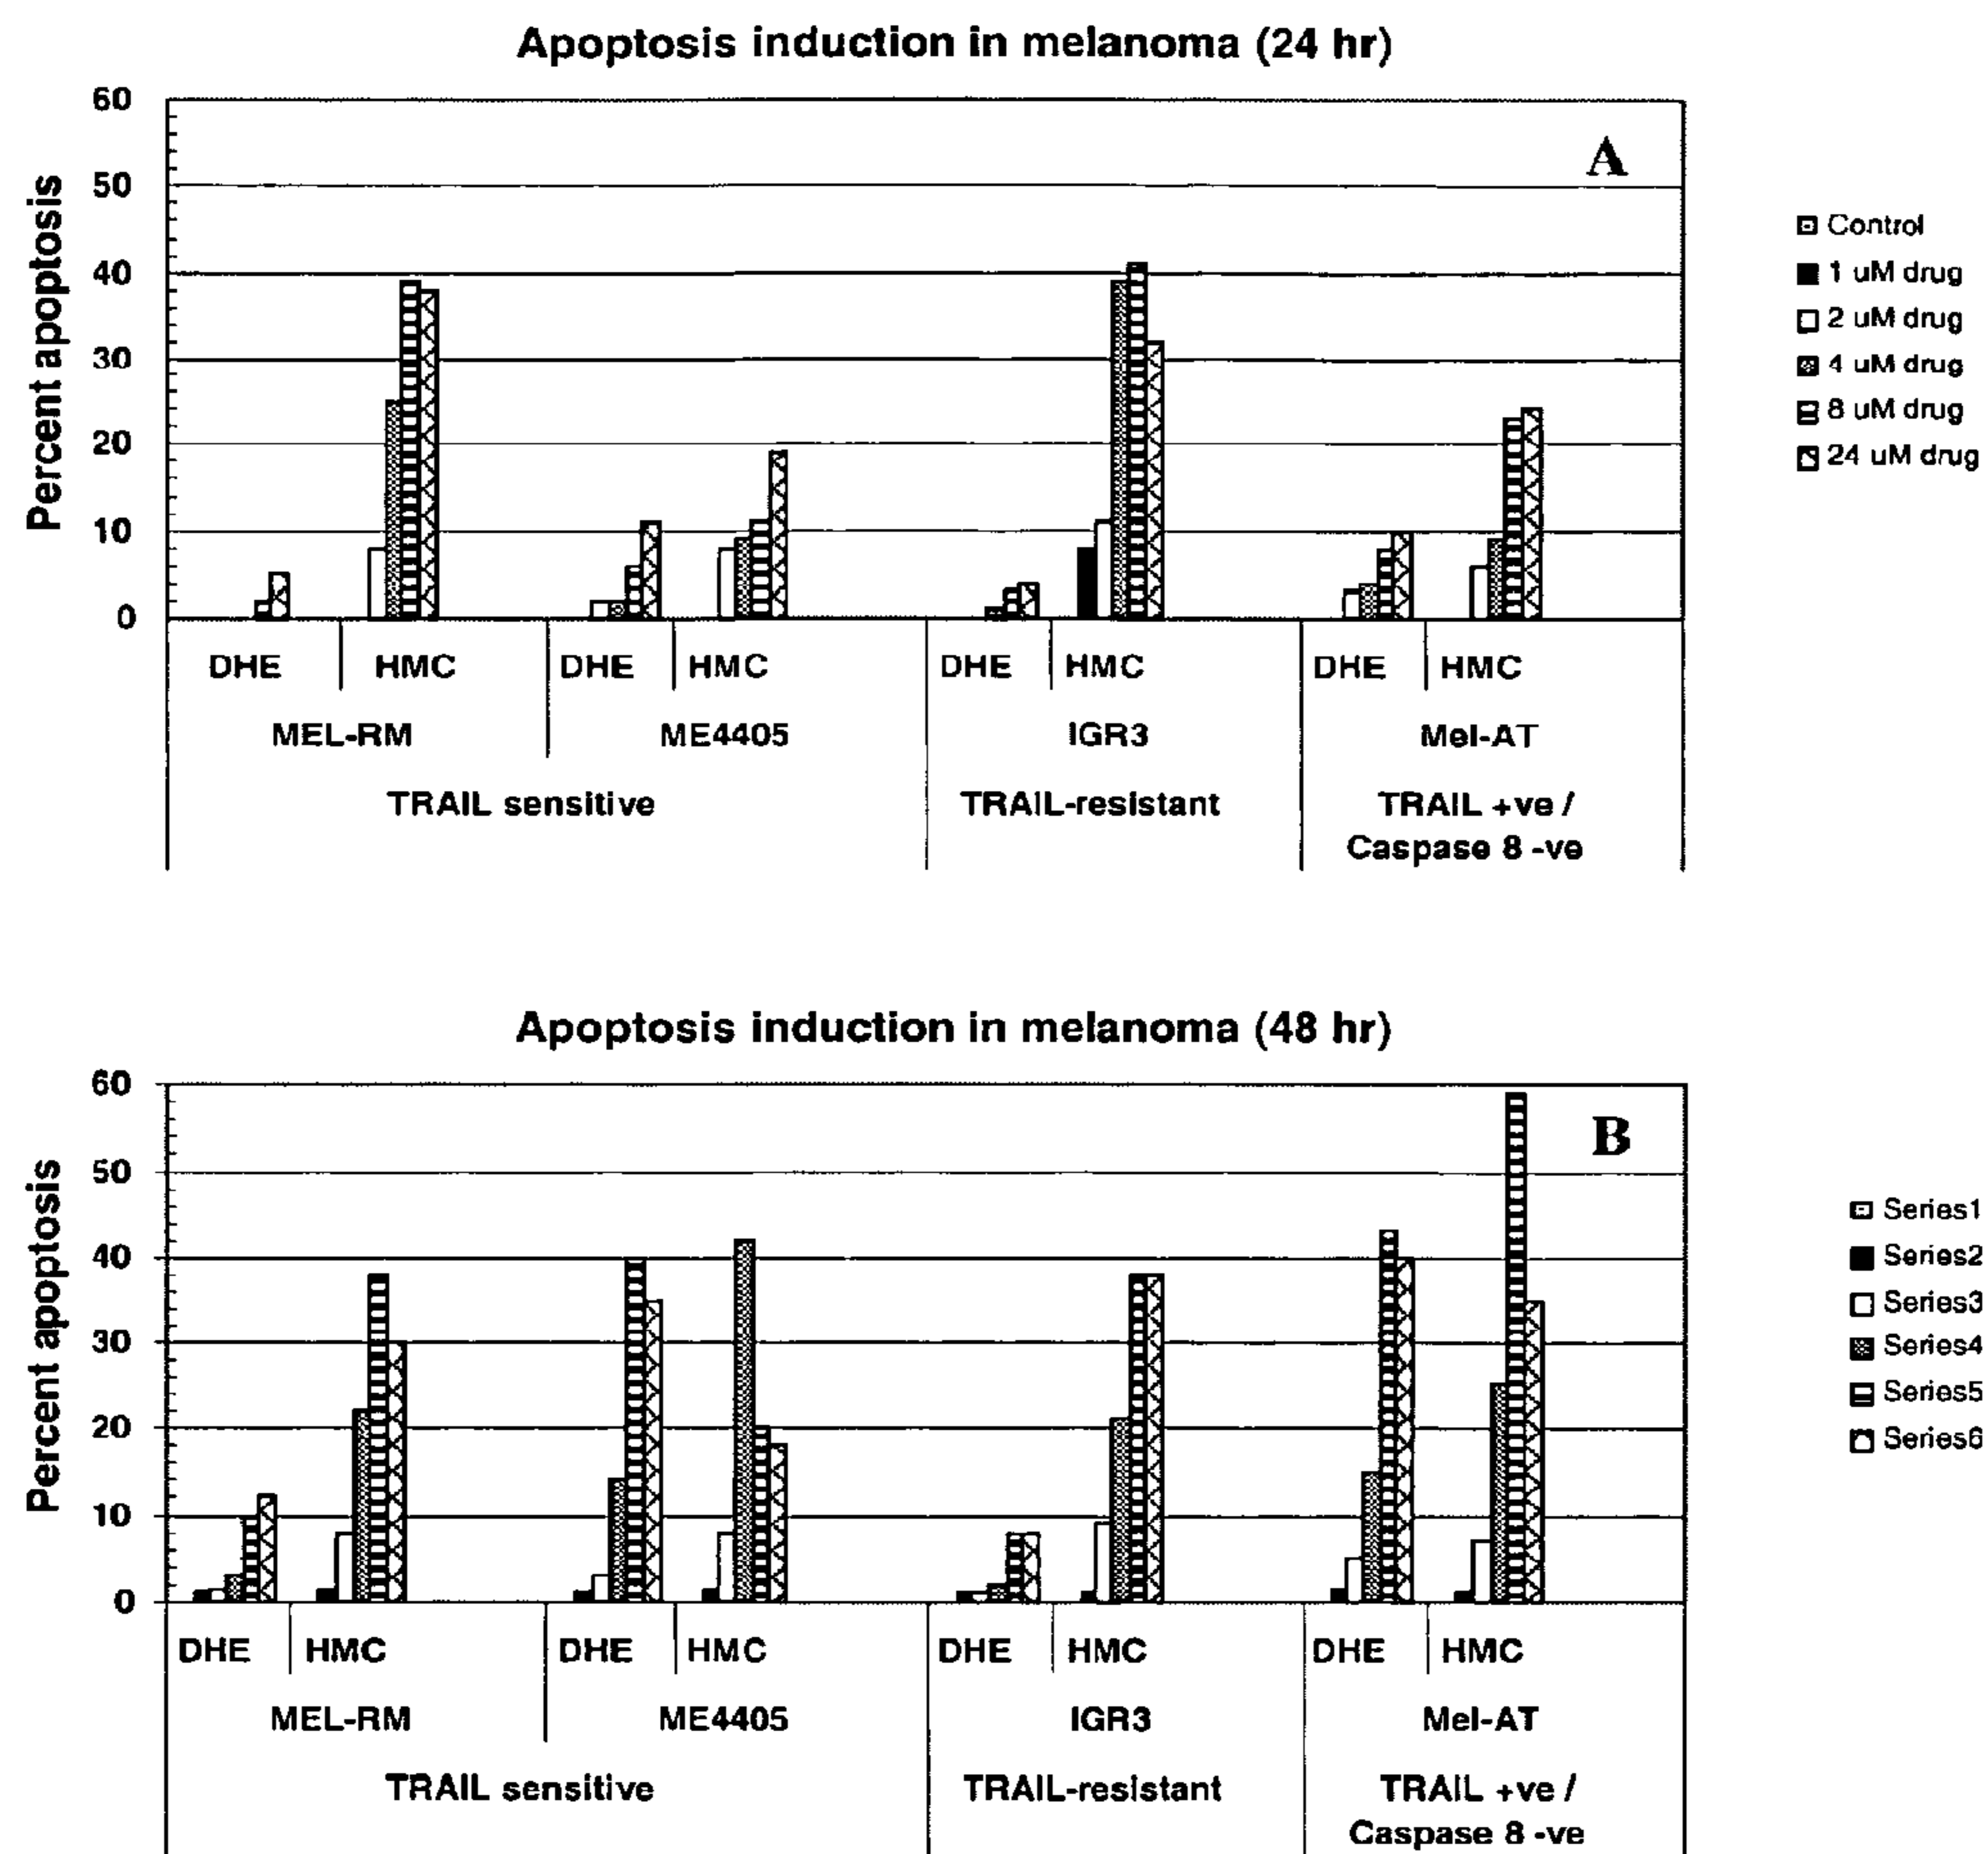 Apoptosis induction in melanoma (24 hr)
A
Percent apoptosis
60
50
40
30
20
10
0
Control
1 uM drug
2 uM drug
4 uM drug
8 uM drug
24 uM drug
DHE HMC DHE HMC DHE HMC DHE HMC
MEL-RM ME4405 IGR3 Mel-AT
TRAIL sensitive TRAIL-resistant TRAIL +ve /
Caspase 8 -ve
Apoptosis induction in melanoma (48 hr)
B
Percent apoptosis
60
50
40
30
20
10
0
Series1
Series2
Series3
Series4
Series5
Series6
DHE HMC DHE HMC DHE HMC DHE HMC
MEL-RM ME4405 IGR3 Mel-AT
TRAIL sensitive TRAIL-resistant TRAIL +ve /
Caspase 8 -ve